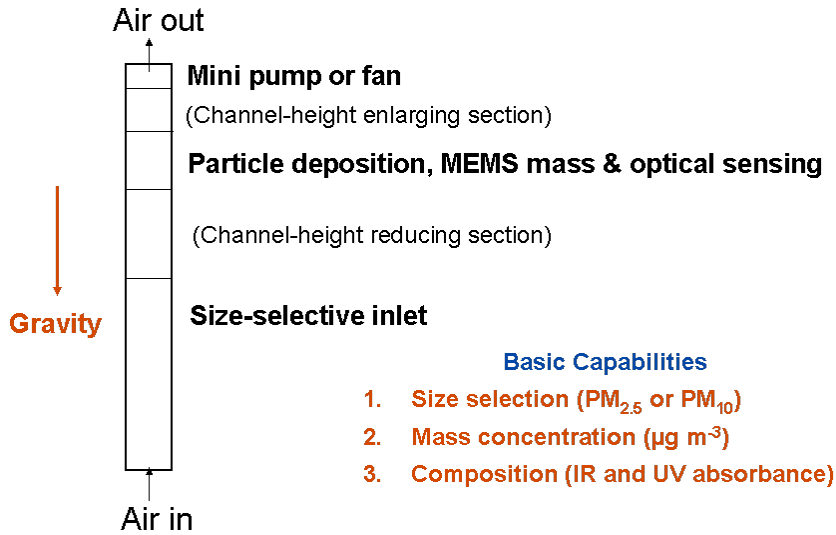 Air out
Mini pump or fan
(Channel-height enlarging section)
Particle deposition, MEMS mass & optical sensing
(Channel-height reducing section)
Gravity
Size-selective inlet
Basic Capabilities
1. Size selection (PM2.5 or PM10)
2. Mass concentration (µg m-3)
3. Composition (IR and UV absorbance)
Air in